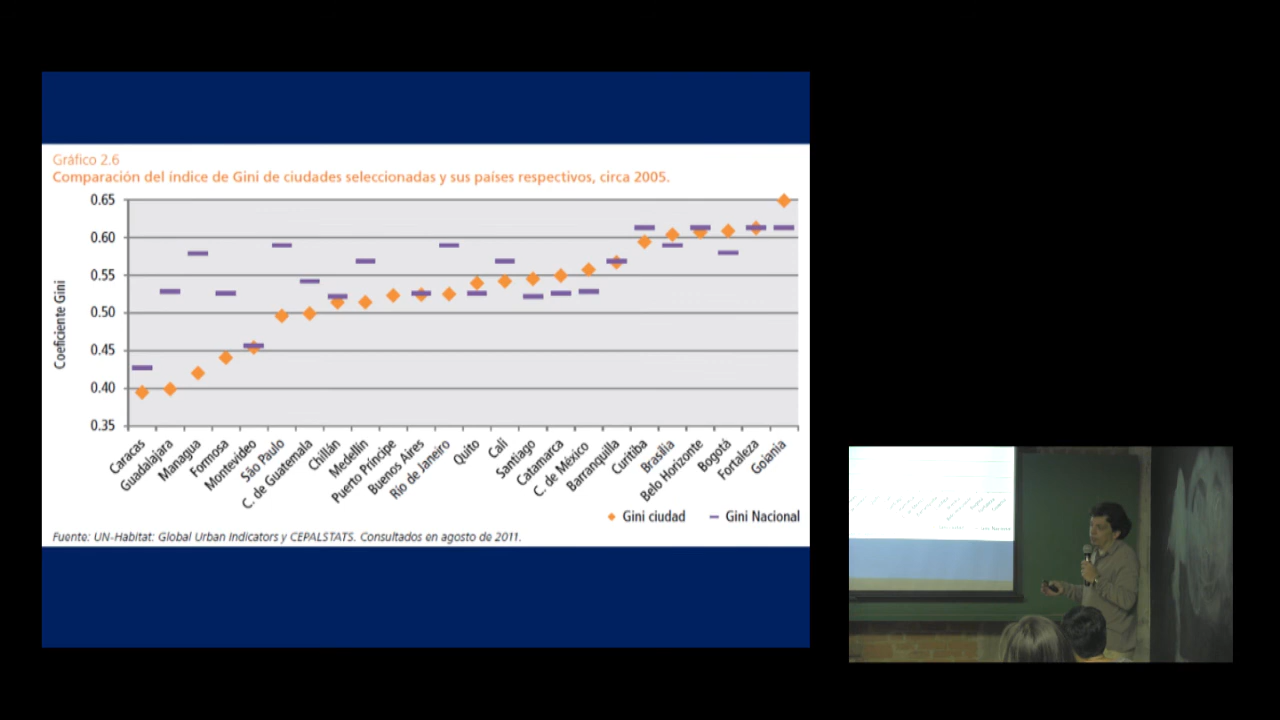 Gráfico 2.6
Comparación del índice de Gini de ciudades seleccionadas y sus países respectivos, circa 2005.
Coeficiente Gini
0.65
0.60
0.55
0.50
0.45
0.40
0.35
Caracas
Guadalajara
Managua
Formosa
Montevideo
São Paulo
C. de Guatemala
Chillán
Medellín
Puerto Príncipe
Buenos Aires
Río de Janeiro
Quito
Cali
Santiago
Catamarca
C. de México
Barranquilla
Curitiba
Brasília
Belo Horizonte
Bogotá
Fortaleza
Goiania
Gini ciudad
Gini Nacional
Fuente: UN-Habitat: Global Urban Indicators y CEPALSTATS. Consultados en agosto de 2011.